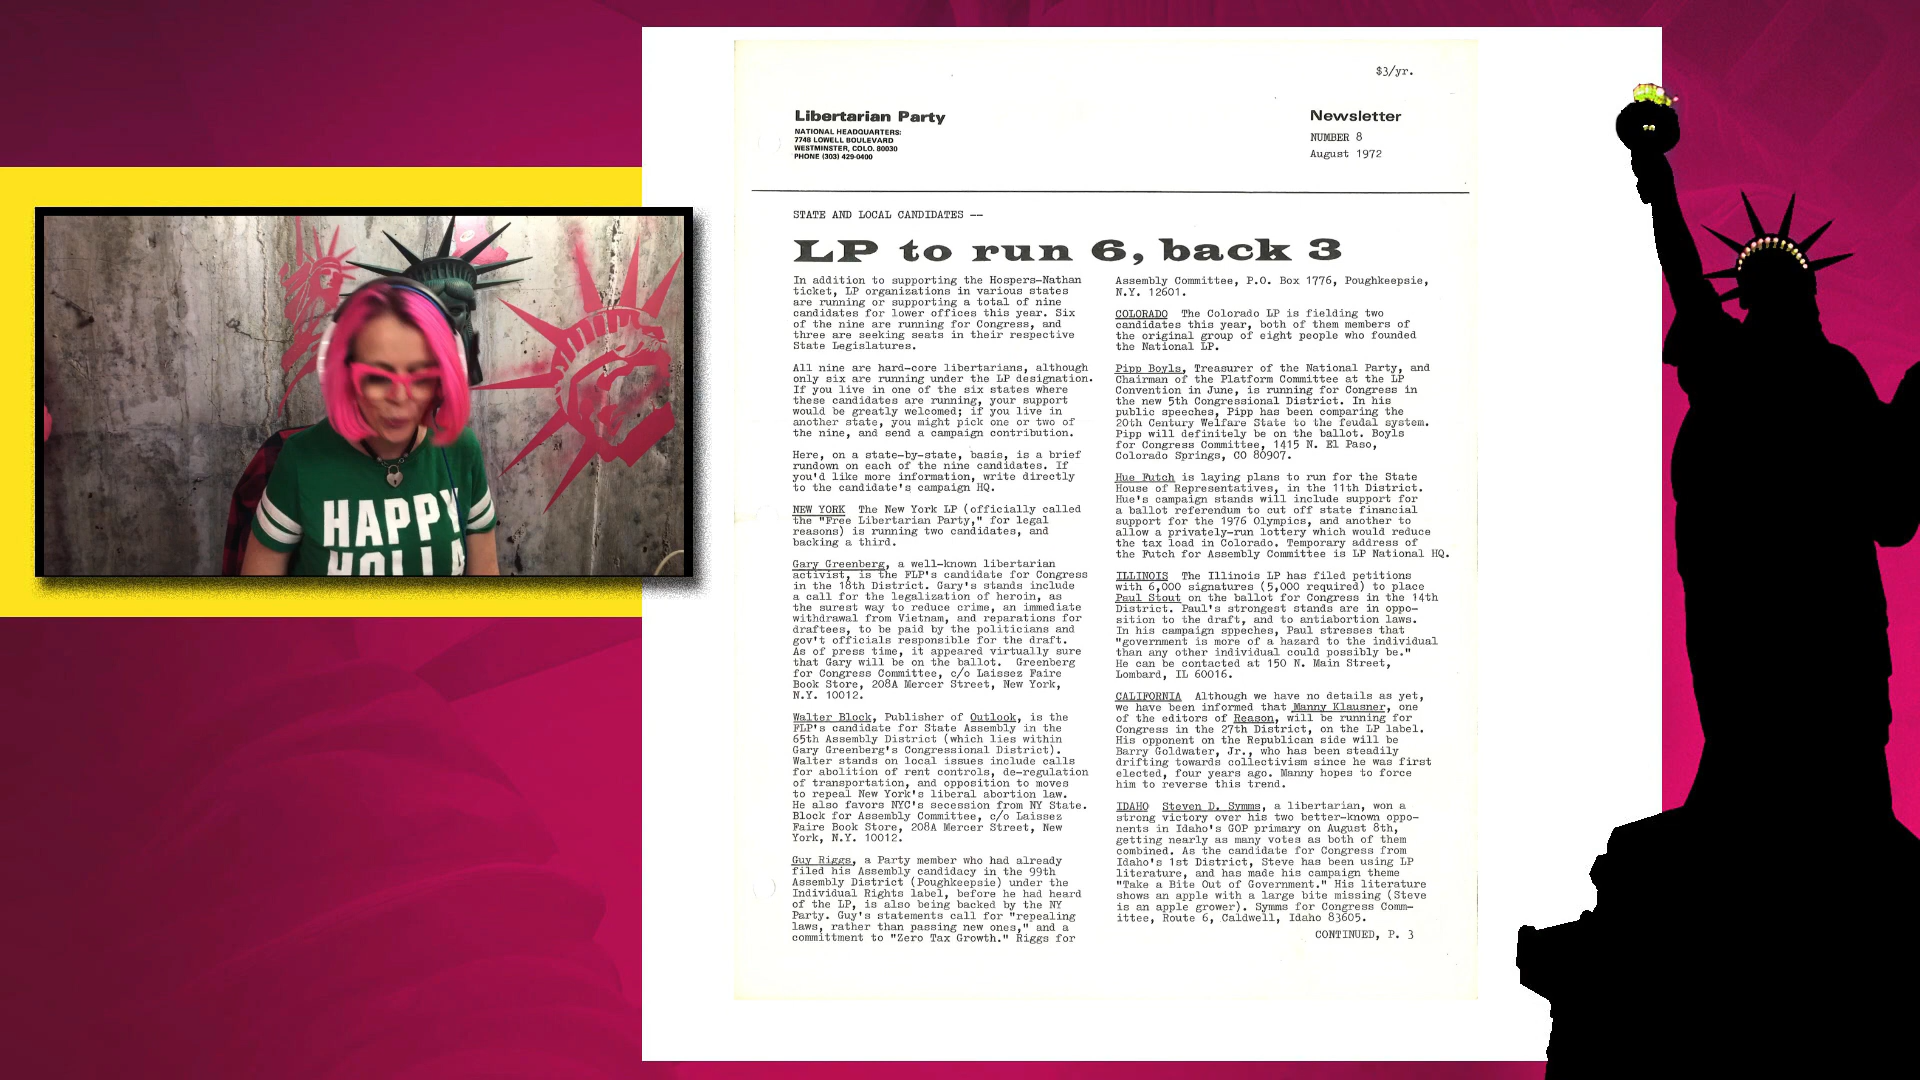 HAPPY
HOLLA
$3/yr.
Libertarian Party
NATIONAL HEADQUARTERS:
7748 LOWELL BOULEVARD
WESTMINSTER, COLO. 80030
PHONE (303) 429-0400
Newsletter
NUMBER 8
August 1972
STATE AND LOCAL CANDIDATES --
LP to run 6, back 3
In addition to supporting the Hospers-Nathan
ticket, LP organizations in various states
are running or supporting a total of nine
candidates for lower offices this year. Six
of the nine are running for Congress, and
three are seeking seats in their respective
State Legislatures.
All nine are hard-core libertarians, although
only six are running under the LP designation.
If you live in one of the six states where
these candidates are running, your support
would be greatly welcomed; if you live in
another state, you might pick one or two of
the nine, and send a campaign contribution.
Here, on a state-by-state, basis, is a brief
rundown on each of the nine candidates. If
you'd like more information, write directly
to the candidate's campaign HQ.
NEW YORK The New York LP (officially called
the "Free Libertarian Party," for legal
reasons) is running two candidates, and
backing a third.
Gary Greenberg, a well-known libertarian
activist, is the FLP's candidate for Congress
in the 18th District. Gary's stands include
a call for the legalization of heroin, as
the surest way to reduce crime, an immediate
withdrawal from Vietnam, and reparations for
draftees, to be paid by the politicians and
gov't officials responsible for the draft.
As of press time, it appeared virtually sure
that Gary will be on the ballot. Greenberg
for Congress Committee, c/o Laissez Faire
Book Store, 208A Mercer Street, New York,
N.Y. 10012.
Walter Block, Publisher of Outlook, is the
FLP's candidate for State Assembly in the
65th Assembly District (which lies within
Gary Greenberg's Congressional District).
Walter stands on local issues include calls
for abolition of rent controls, de-regulation
of transportation, and opposition to moves
to repeal New York's liberal abortion law.
He also favors NYC's secession from NY State.
Block for Assembly Committee, c/o Laissez
Faire Book Store, 208A Mercer Street, New
York, N.Y. 10012.
Guy Riggs, a Party member who had already
filed his Assembly candidacy in the 99th
Assembly District (Poughkeepsie) under the
Individual Rights label, before he had heard
of the LP, is also being backed by the NY
Party. Guy's statements call for "repealing
laws, rather than passing new ones," and a
committment to "Zero Tax Growth." Riggs for
Assembly Committee, P.O. Box 1776, Poughkeepsie,
N.Y. 12601.
COLORADO The Colorado LP is fielding two
candidates this year, both of them members of
the original group of eight people who founded
the National LP.
Pipp Boyls, Treasurer of the National Party, and
Chairman of the Platform Committee at the LP
Convention in June, is running for Congress in
the new 5th Congressional District. In his
public speeches, Pipp has been comparing the
20th Century Welfare State to the feudal system.
Pipp will definitely be on the ballot. Boyls
for Congress Committee, 1415 N. El Paso,
Colorado Springs, CO 80907.
Hue Futch is laying plans to run for the State
House of Representatives, in the 11th District.
Hue's campaign stands will include support for
a ballot referendum to cut off state financial
support for the 1976 Olympics, and another to
allow a privately-run lottery which would reduce
the tax load in Colorado. Temporary address of
the Futch for Assembly Committee is LP National HQ.
ILLINOIS The Illinois LP has filed petitions
with 6,000 signatures (5,000 required) to place
Paul Stout on the ballot for Congress in the 14th
District. Paul's strongest stands are in oppo-
sition to the draft, and to antiabortion laws.
In his campaign sppeches, Paul stresses that
"government is more of a hazard to the individual
than any other individual could possibly be."
He can be contacted at 150 N. Main Street,
Lombard, IL 60016.
CALIFORNIA Although we have no details as yet,
we have been informed that Manny Klausner, one
of the editors of Reason, will be running for
Congress in the 27th District, on the LP label.
His opponent on the Republican side will be
Barry Goldwater, Jr., who has been steadily
drifting towards collectivism since he was first
elected, four years ago. Manny hopes to force
him to reverse this trend.
IDAHO Steven D. Symms, a libertarian, won a
strong victory over his two better-known oppo-
nents in Idaho's GOP primary on August 8th,
getting nearly as many votes as both of them
combined. As the candidate for Congress from
Idaho's 1st District, Steve has been using LP
literature, and has made his campaign theme
"Take a Bite Out of Government." His literature
shows an apple with a large bite missing (Steve
is an apple grower). Symms for Congress Comm-
ittee, Route 6, Caldwell, Idaho 83605.
CONTINUED, P. 3